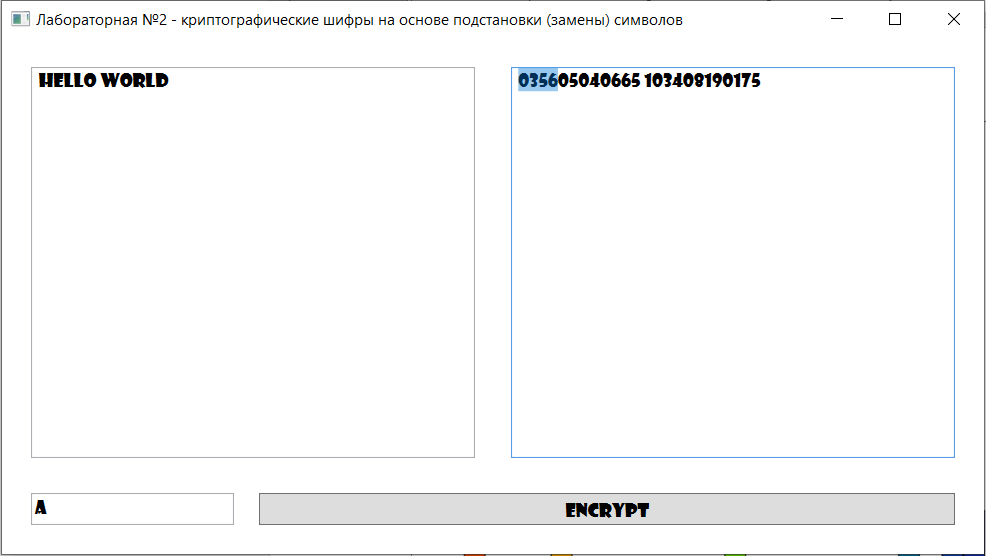 Лабораторная №2 - криптографические шифры на основе подстановки (замены) символов
HELLO WORLD
035605040665 103408190175
A
ENCRYPT